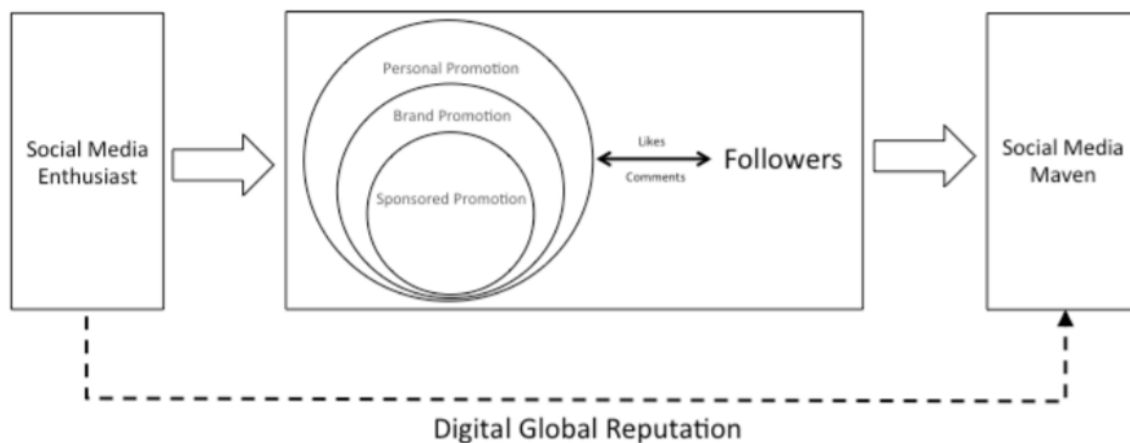 Social Media
Enthusiast
Personal Promotion
Brand Promotion
Sponsored Promotion
Likes
Comments
Followers
Social Media
Maven
Digital Global Reputation